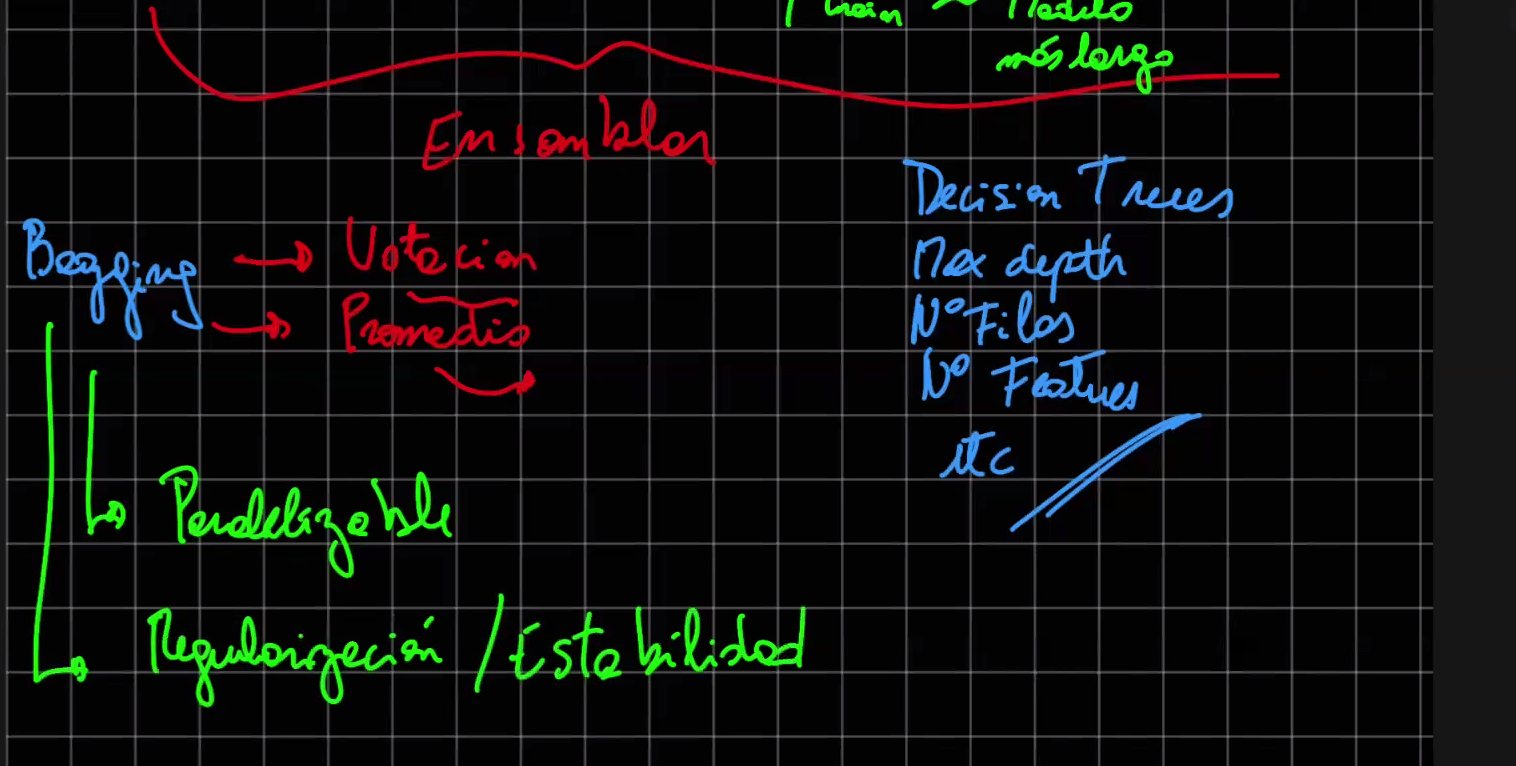 Train ~ Modelo
más largo
Ensambles
Bagging → Votacion
→ Promedio
Decision Trees
Max depth
Nº Filas
Nº Featues
etc
Paralelizable
Regularización / Estabilidad